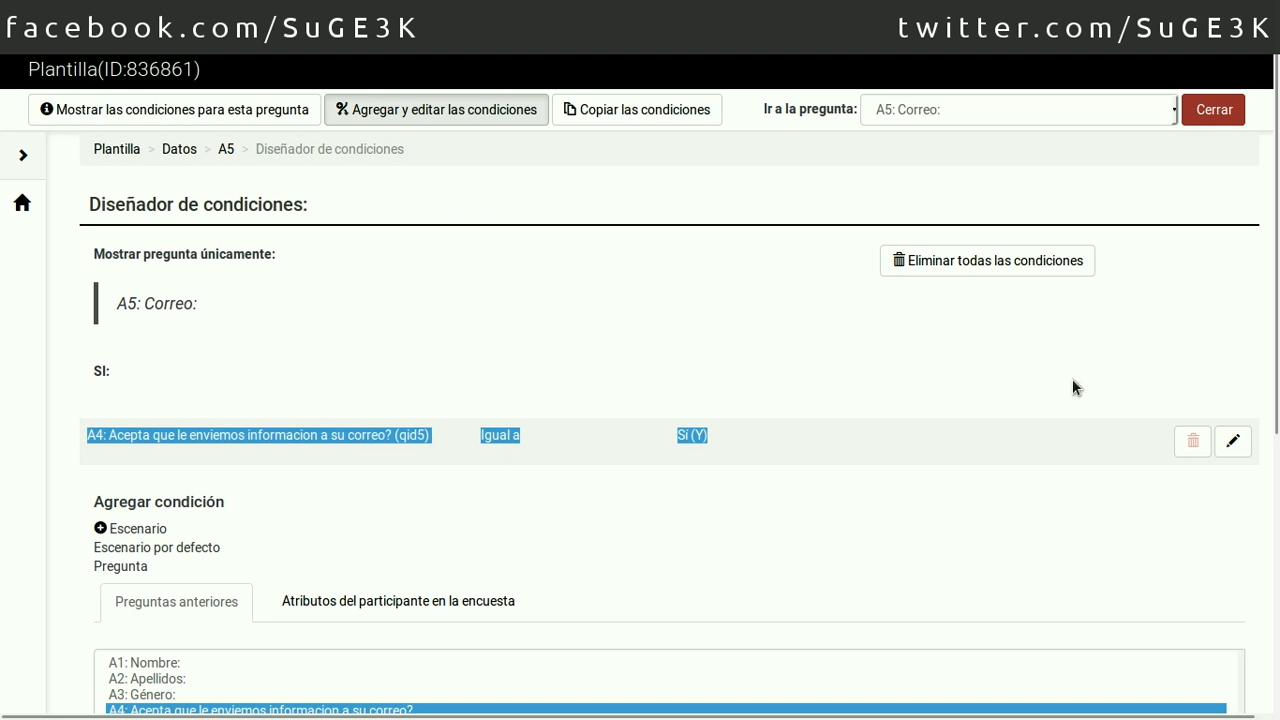 facebook.com/SuGE3K twitter.com/SuGE3K
Plantilla(ID:836861)
Mostrar las condiciones para esta pregunta Agregar y editar las condiciones Copiar las condiciones Ir a la pregunta: A5: Correo: Cerrar
Plantilla > Datos > A5 > Diseñador de condiciones
Diseñador de condiciones:
Mostrar pregunta únicamente:
Eliminar todas las condiciones
A5: Correo:
SI:
A4: Acepta que le enviemos informacion a su correo? (qid5) Igual a Sí (Y)
Agregar condición
Escenario
Escenario por defecto
Pregunta
Preguntas anteriores Atributos del participante en la encuesta
A1: Nombre:
A2: Apellidos:
A3: Género:
A4: Acepta que le enviemos informacion a su correo?